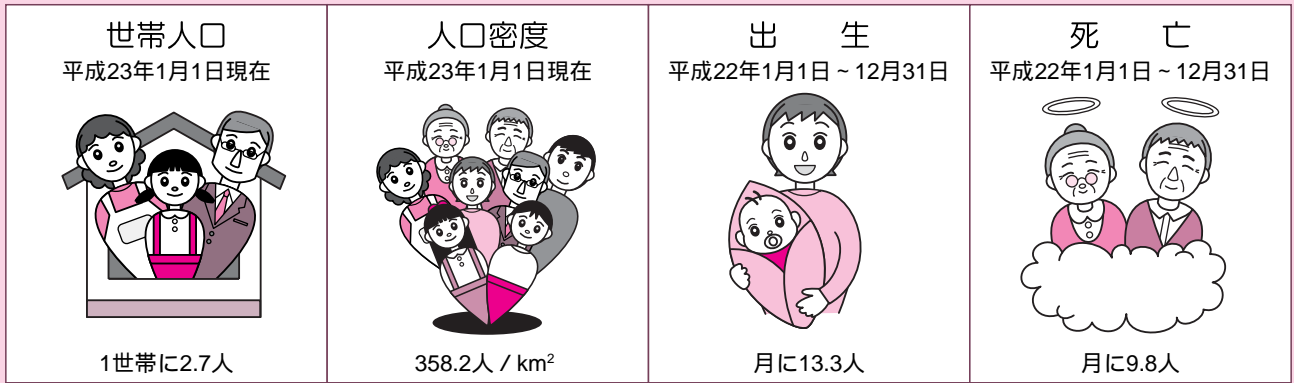 世帯人口
平成23年1月1日現在
1世帯に2.7人
人口密度
平成23年1月1日現在
358.2人 / km²
出　生
平成22年1月1日 ~ 12月31日
月に13.3人
死　亡
平成22年1月1日 ~ 12月31日
月に9.8人